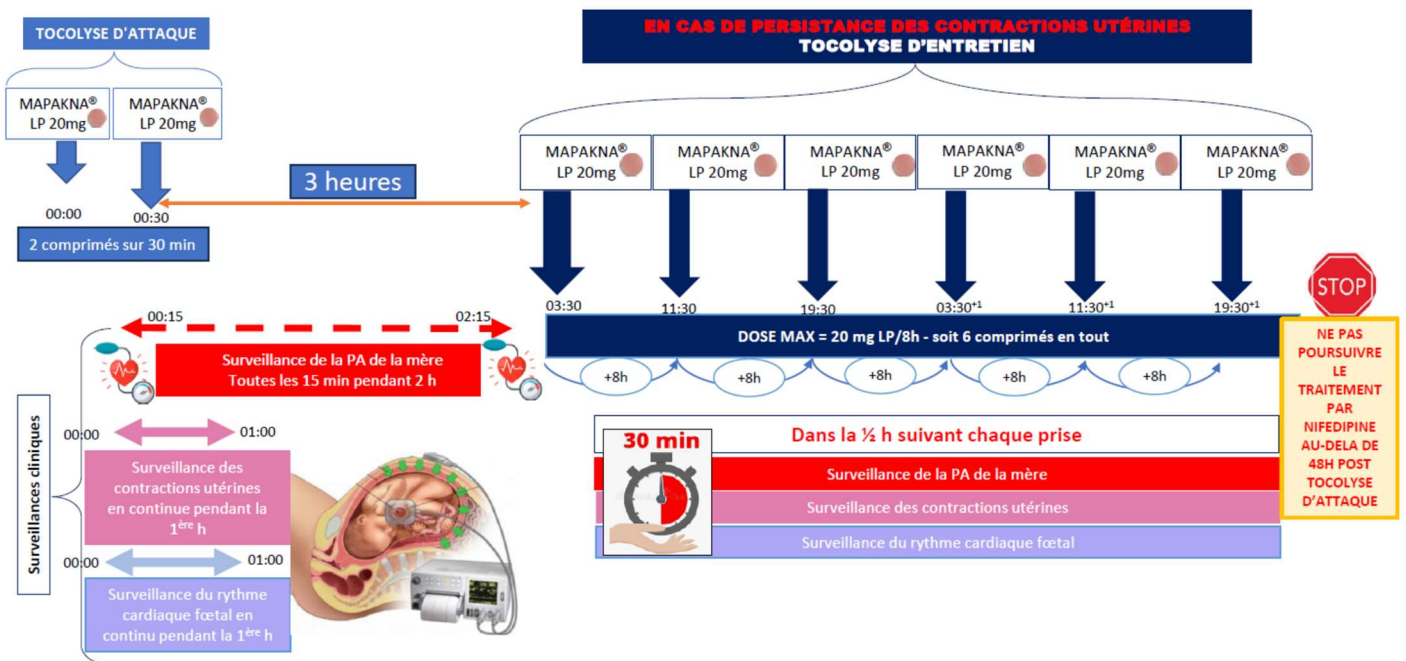 TOCOLYSE D'ATTAQUE
MAPAKNA®
LP 20mg
MAPAKNA®
LP 20mg
00:00
00:30
2 comprimés sur 30 min
3 heures
EN CAS DE PERSISTANCE DES CONTRACTIONS UTÉRINES
TOCOLYSE D'ENTRETIEN
MAPAKNA®
LP 20mg
MAPAKNA®
LP 20mg
MAPAKNA®
LP 20mg
MAPAKNA®
LP 20mg
MAPAKNA®
LP 20mg
MAPAKNA®
LP 20mg
03:30
11:30
19:30
03:30+1
11:30+1
19:30+1
DOSE MAX = 20 mg LP/8h - soit 6 comprimés en tout
+8h
+8h
+8h
+8h
+8h
STOP
NE PAS
POURSUIVRE
LE
TRAITEMENT
PAR
NIFEDIPINE
AU-DELA DE
48H POST
TOCOLYSE
D'ATTAQUE
Surveillances cliniques
00:15
02:15
Surveillance de la PA de la mère
Toutes les 15 min pendant 2 h
00:00
01:00
Surveillance des
contractions utérines
en continue pendant la
1ère h
00:00
01:00
Surveillance du rythme
cardiaque fœtal en
continu pendant la 1ère h
30 min
Dans la ½ h suivant chaque prise
Surveillance de la PA de la mère
Surveillance des contractions utérines
Surveillance du rythme cardiaque fœtal